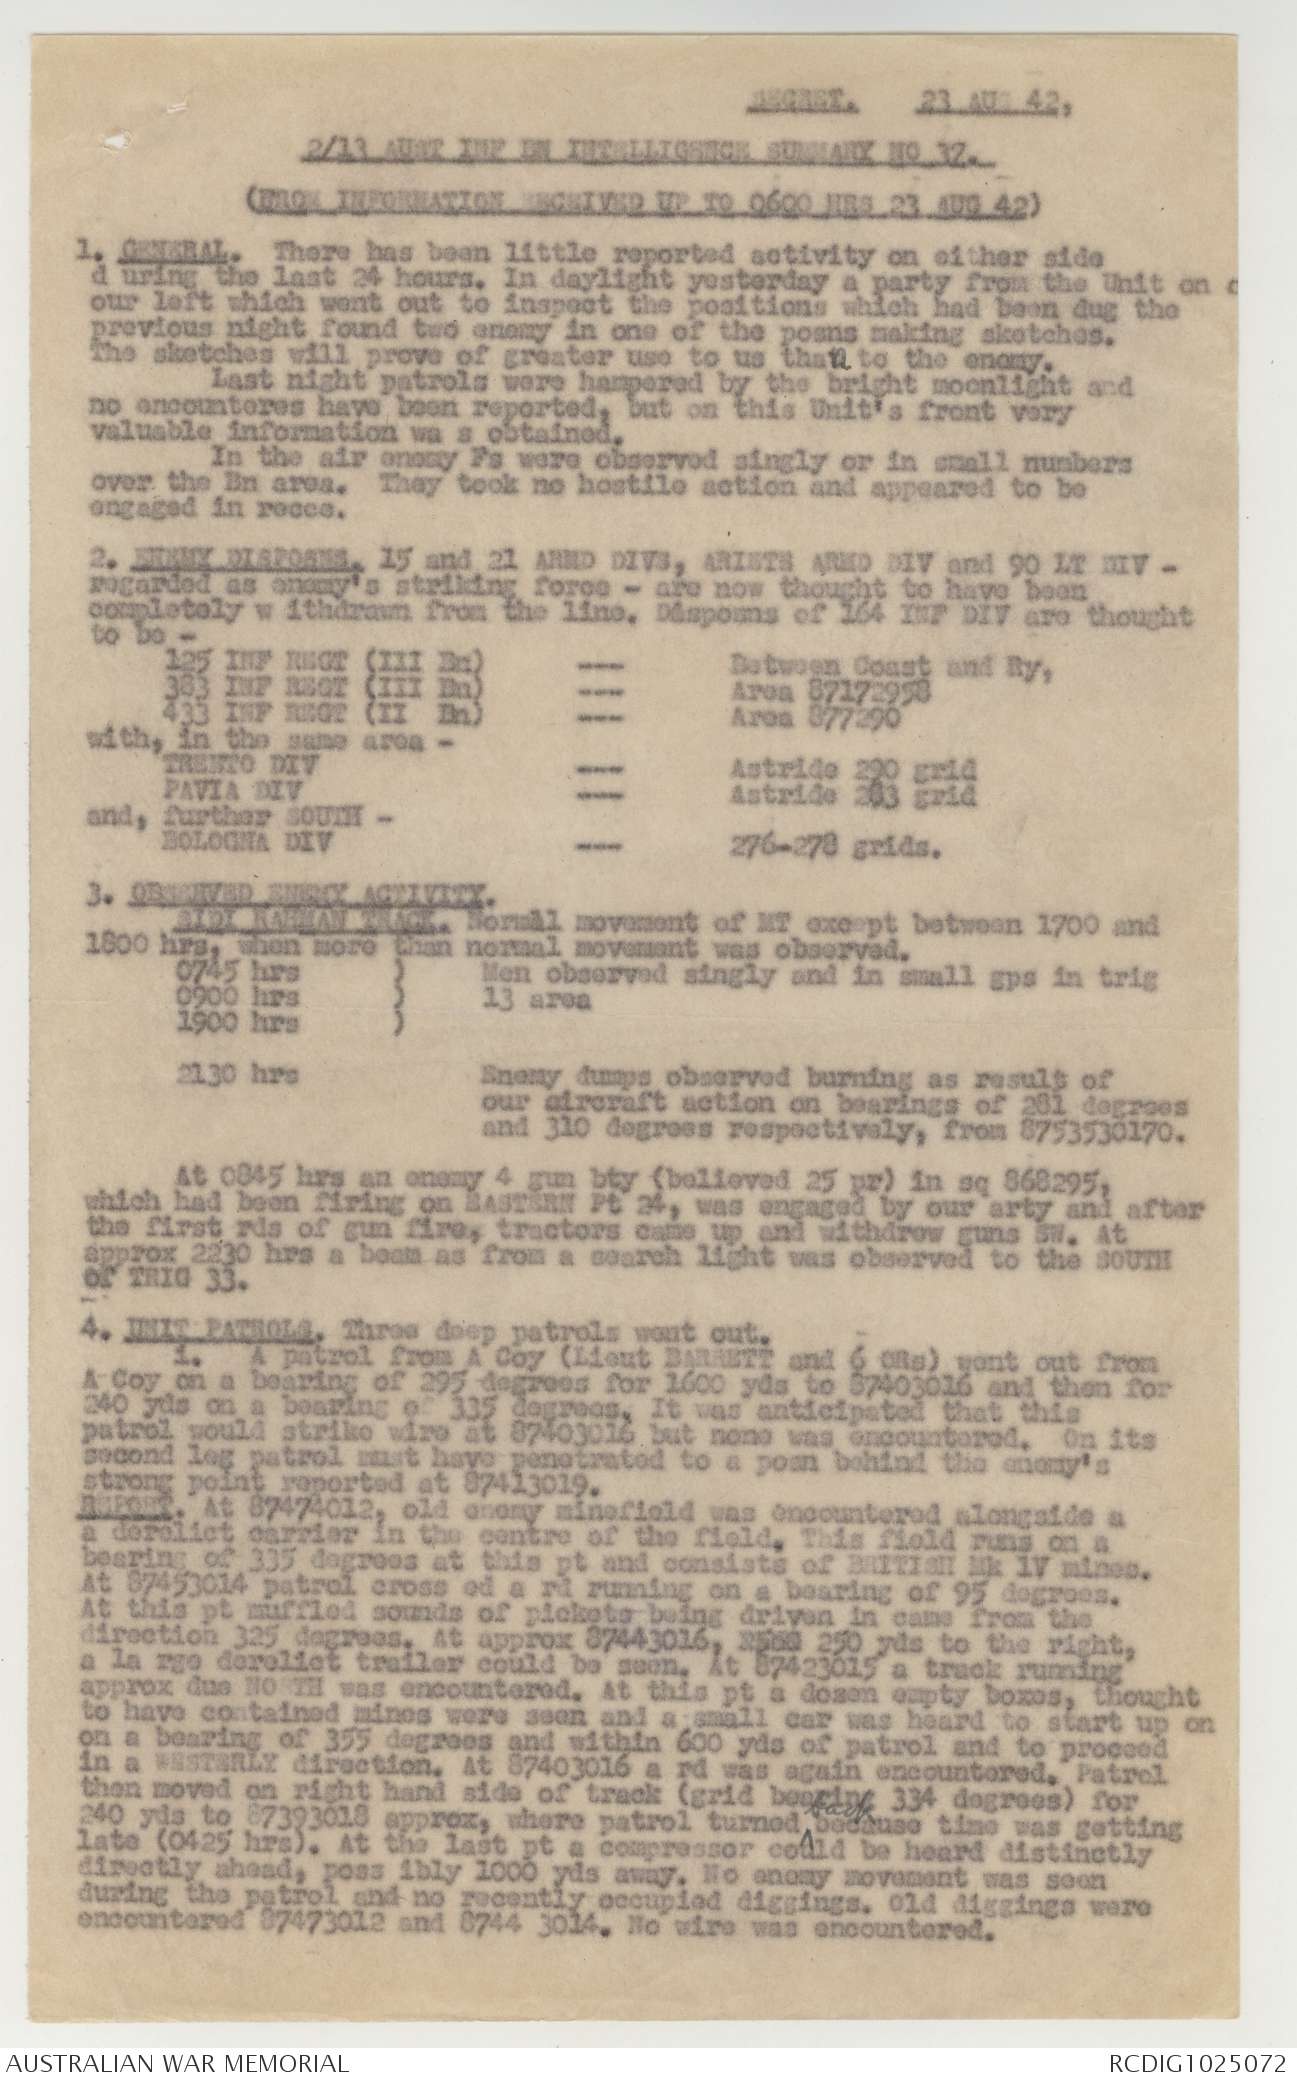 SECRET. 23 AUG 42,
2/13 AUST INF BN INTELLIGENCE SUMMARY NO 37.
(FROM INFORMATION RECEIVED UP TO 0600 HRS 23 AUG 42)
1. GENERAL. There has been little reported activity on either side
d uring the last 24 hours. In daylight yesterday a party from the Unit on
our left which went out to inspect the positions which had been dug the
previous night found two enemy in one of the posns making sketches.
The sketches will prove of greater use to us than to the enemy.
Last night patrols were hampered by the bright moonlight and
no encounteres have been reported, but on this Unit's front very
valuable information wa s obtained.
In the air enemy Fs were observed singly or in small numbers
over the Bn area. They took no hostile action and appeared to be
engaged in recce.
2. ENEMY DISPOSNS. 15 and 21 ARMD DIVS, ARIETE ARMD DIV and 90 LT DIV -
regarded as enemy's striking force - are now thought to have been
completely w ithdrawn from the line. Disposns of 164 INF DIV are thought
to be -
125 INF REGT (III Bn) --- Between Coast and Ry,
383 INF REGT (III Bn) --- Area 87172958
433 INF REGT (II Bn) --- Area 877290
with, in the same area -
TRENTO DIV --- Astride 290 grid
PAVIA DIV --- Astride 283 grid
and, further SOUTH -
BOLOGNA DIV --- 276-278 grids.
3. OBSERVED ENEMY ACTIVITY.
SIDI RAHMAN TRACK. Normal movement of MT except between 1700 and
1800 hrs, when more than normal movement was observed.
0745 hrs ) Men observed singly and in small gps in trig
0900 hrs ) 13 area
1900 hrs )
2130 hrs Enemy dumps observed burning as result of
our aircraft action on bearings of 281 degrees
and 310 degrees respectively, from 8753530170.
At 0845 hrs an enemy 4 gun bty (believed 25 pr) in sq 868295,
which had been firing on EASTERN Pt 24, was engaged by our arty and after
the first rds of gun fire, tractors came up and withdrew guns SW. At
approx 2230 hrs a beam as from a search light was observed to the SOUTH
of TRIG 33.
4. UNIT PATROLS. Three deep patrols went out.
i. A patrol from A Coy (Lieut BARRETT and 6 ORs) went out from
A Coy on a bearing of 295 degrees for 1600 yds to 87403016 and then for
240 yds on a bearing of 335 degrees. It was anticipated that this
patrol would strike wire at 87403016 but none was encountered. On its
second leg patrol must have penetrated to a posn behind the enemy's
strong point reported at 87413019.
REPORT. At 87474012, old enemy minefield was encountered alongside a
a derelict carrier in the centre of the field. This field runs on a
bearing of 335 degrees at this pt and consists of BRITISH Mk 1V mines.
At 87453014 patrol cross ed a rd running on a bearing of 95 degrees.
At this pt muffled sounds of pickets being driven in came from the
direction 325 degrees. At approx 87443016, 250 yds to the right,
a la rge derelict trailer could be seen. At 87423015 a track running
approx due NORTH was encountered. At this pt a dozen empty boxes, thought
to have contained mines were seen and a small car was heard to start up on
on a bearing of 355 degrees and within 600 yds of patrol and to proceed
in a WESTERLY direction. At 87403016 a rd was again encountered. Patrol
then moved on right hand side of track (grid bearing 334 degrees) for
240 yds to 87393018 approx, where patrol turned back because time was getting
late (0425 hrs). At the last pt a compressor could be heard distinctly
directly ahead, poss ibly 1000 yds away. No enemy movement was seen
during the patrol and no recently occupied diggings. Old diggings were
encountered 87473012 and 8744 3014. No wire was encountered.
AUSTRALIAN WAR MEMORIAL RCDIG1025072